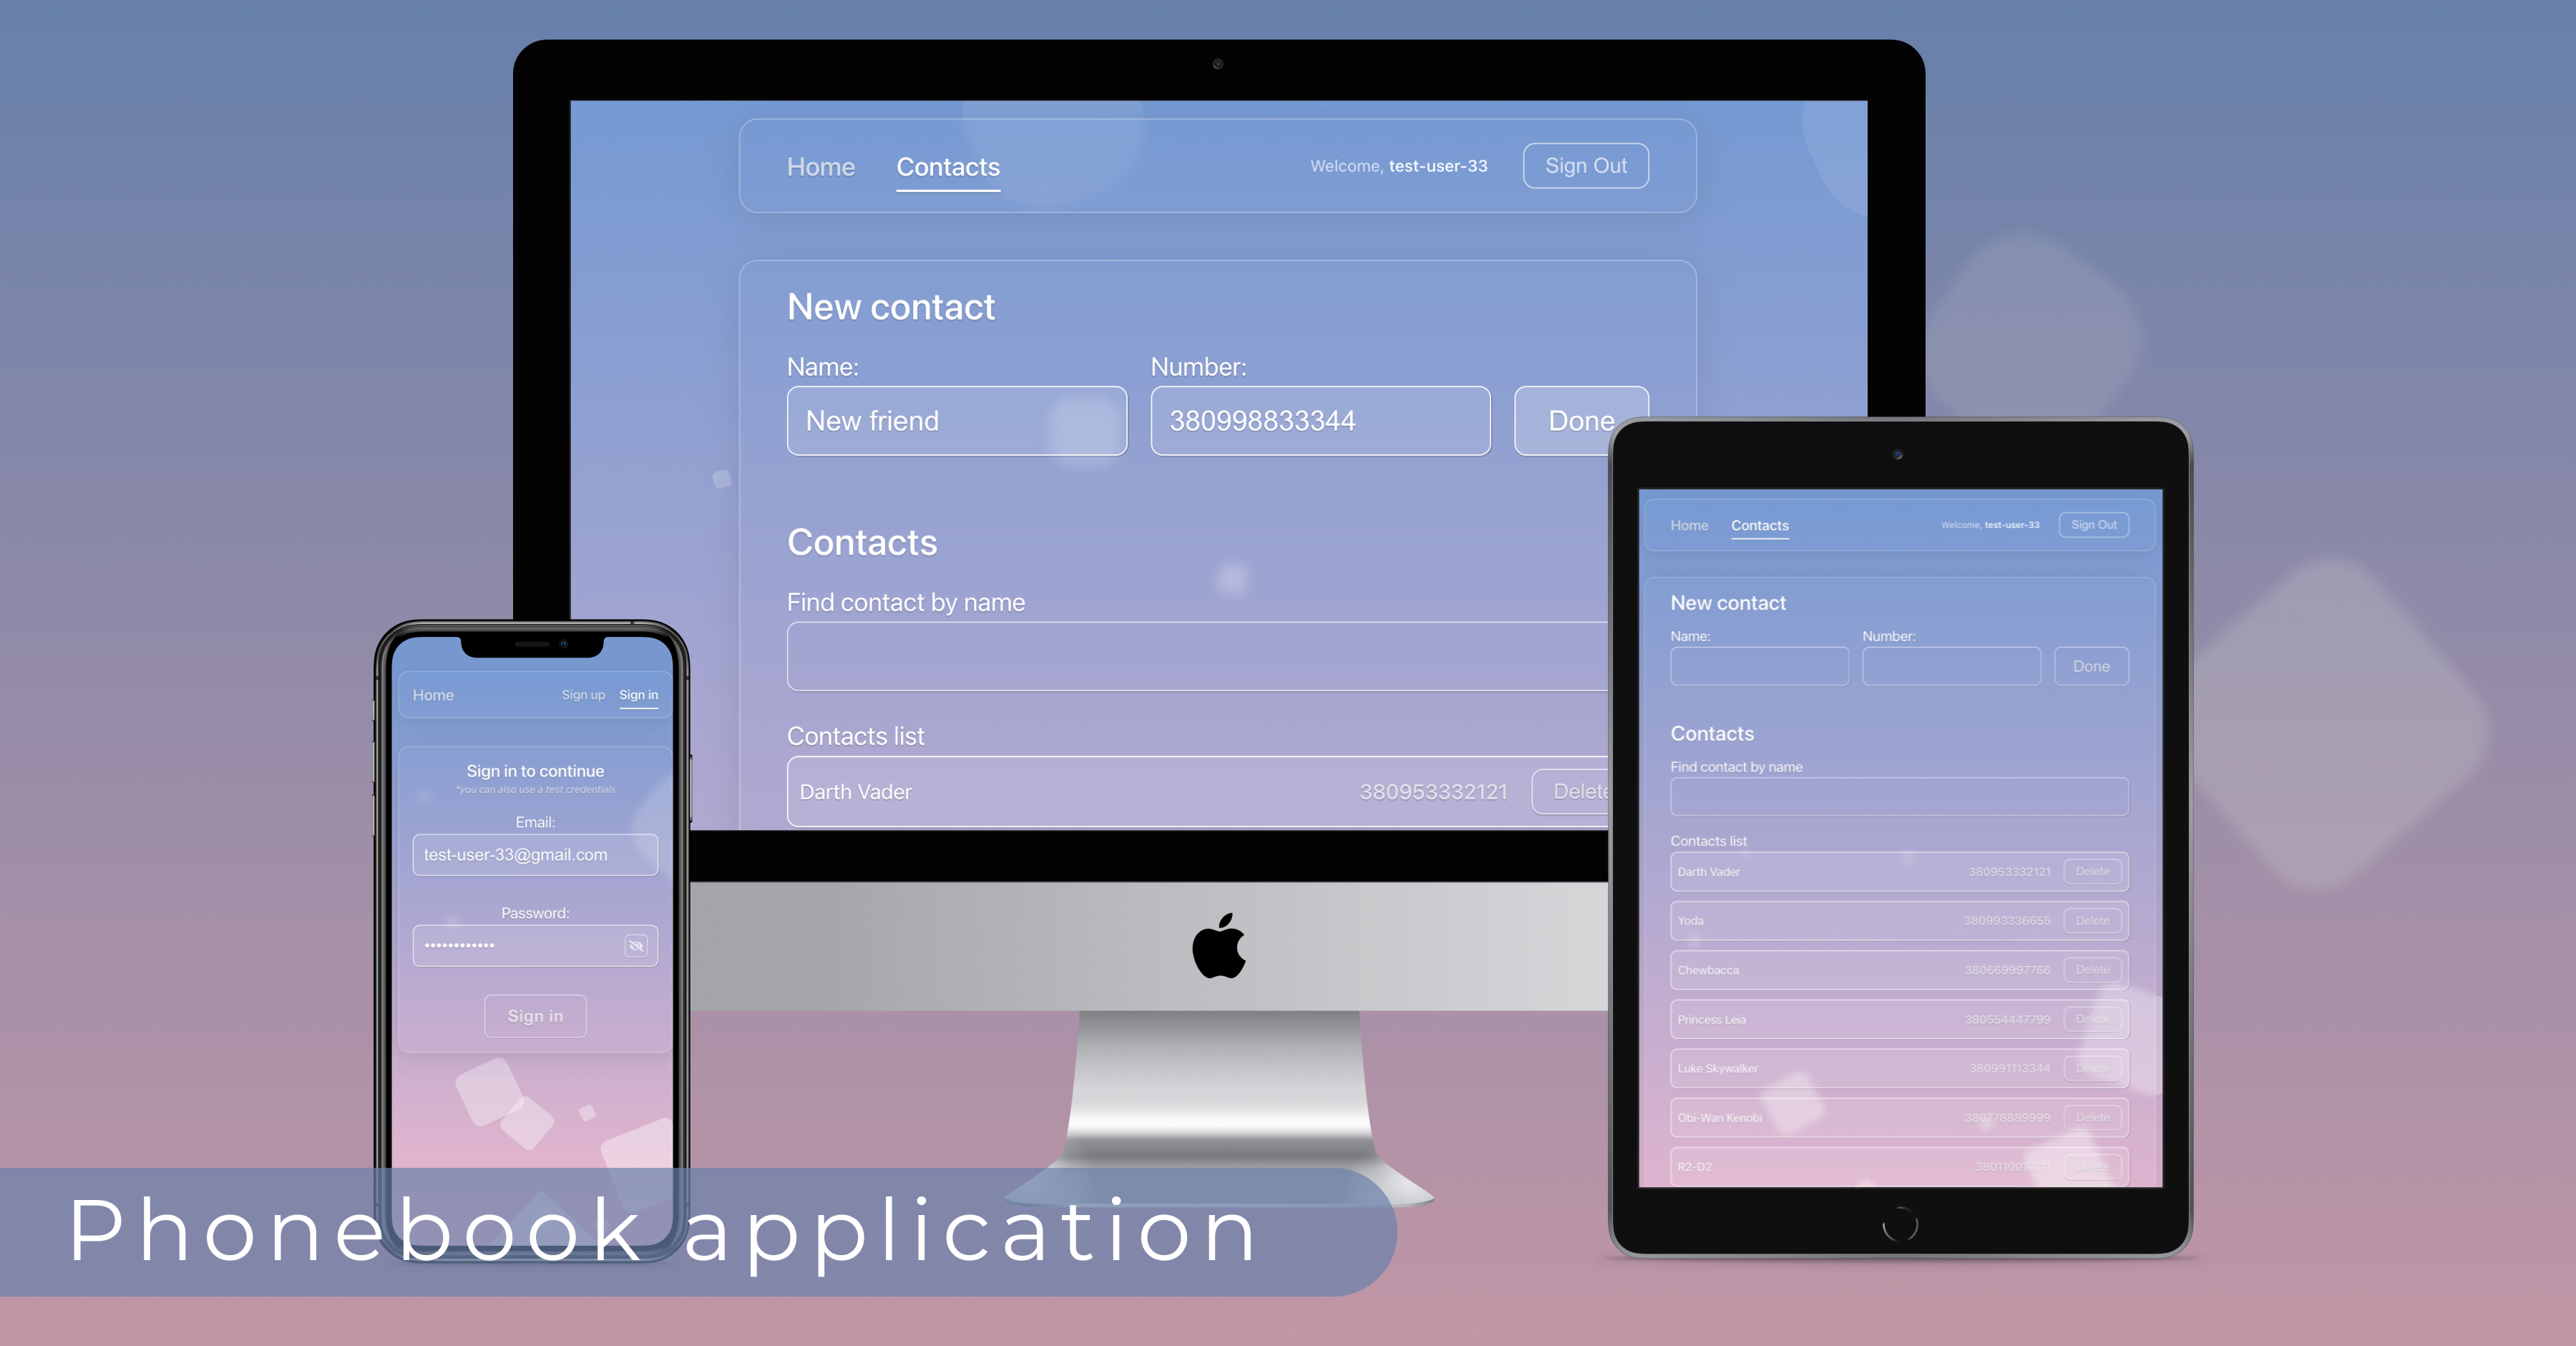 Home Contacts Welcome, test-user-33 Sign Out
New contact
Name: Number:
New friend 380998833344 Done
Contacts
Find contact by name
Contacts list
Darth Vader 380953332121 Delete
Home Sign up Sign in
Sign in to continue
*you can also use a test credentials
Email:
test-user-33@gmail.com
Password:
••••••••••••
Sign in
Home Contacts Welcome, test-user-33 Sign Out
New contact
Name: Number:
Done
Contacts
Find contact by name
Contacts list
Darth Vader 380953332121 Delete
Yoda 380993336655 Delete
Chewbacca 380669997766 Delete
Princess Leia 380554447799 Delete
Luke Skywalker 380991113344 Delete
Obi-Wan Kenobi 380778889999 Delete
R2-D2 Delete
Phonebook application